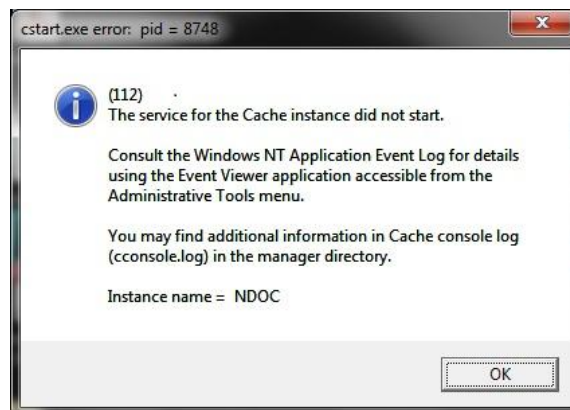 cstart.exe error: pid = 8748
(112)
The service for the Cache instance did not start.
Consult the Windows NT Application Event Log for details
using the Event Viewer application accessible from the
Administrative Tools menu.
You may find additional information in Cache console log
(cconsole.log) in the manager directory.
Instance name = NDOC
OK